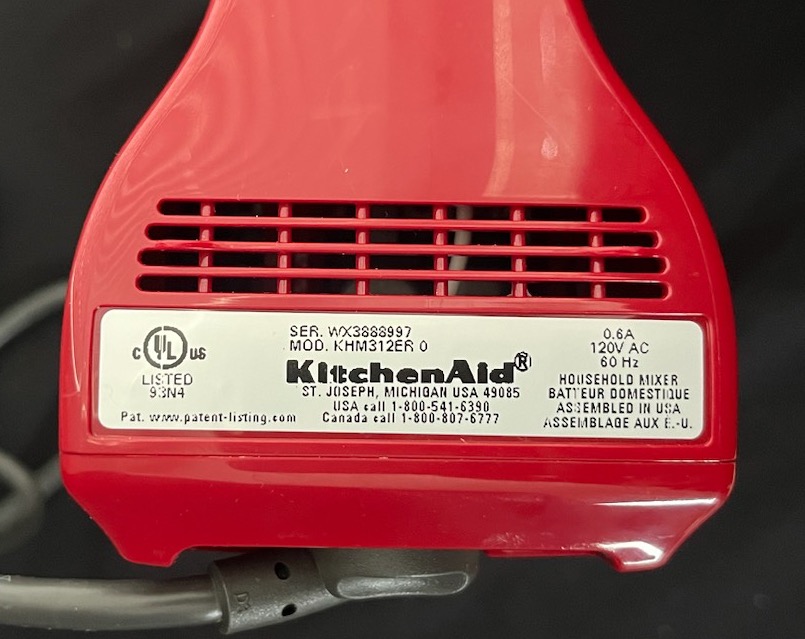 SER. WX3888997
MOD. KHM312ER 0
KitchenAid®
ST. JOSEPH, MICHIGAN USA 49085
USA call 1-800-541-6390
Canada call 1-800-807-6777
C UL US
LISTED
93N4
Pat. www.patent-listing.com
0.6A
120V AC
60 Hz
HOUSEHOLD MIXER
BATTEUR DOMESTIQUE
ASSEMBLED IN USA
ASSEMBLAGE AUX É.-U.